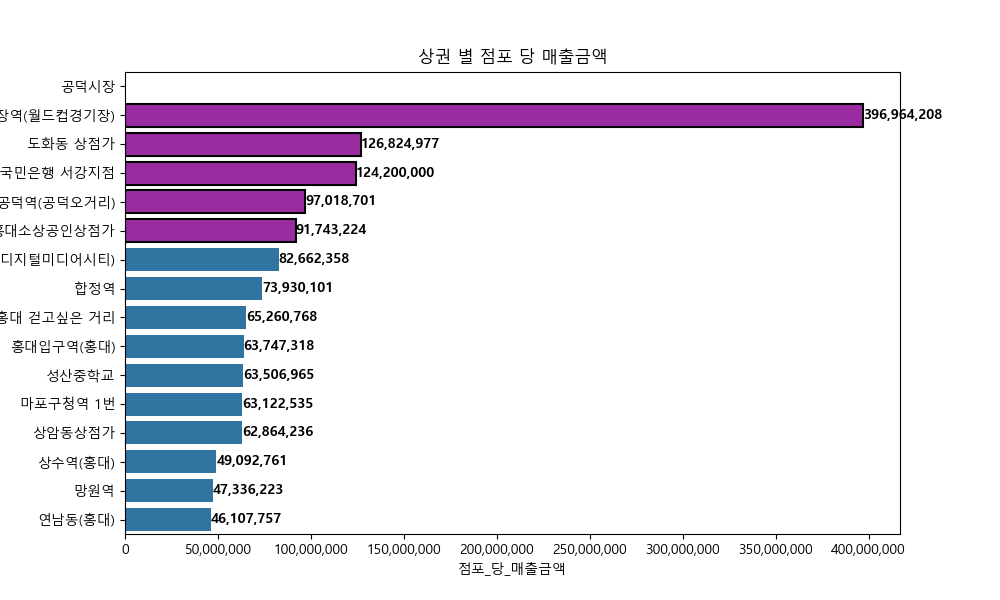 상권 별 점포 당 매출금액
공덕시장
장역(월드컵경기장) 396,964,208
도화동 상점가 126,824,977
국민은행 서강지점 124,200,000
공덕역(공덕오거리) 97,018,701
홍대소상공인상점가 91,743,224
디지털미디어시티) 82,662,358
합정역 73,930,101
홍대 걷고싶은 거리 65,260,768
홍대입구역(홍대) 63,747,318
성산중학교 63,506,965
마포구청역 1번 63,122,535
상암동상점가 62,864,236
상수역(홍대) 49,092,761
망원역 47,336,223
연남동(홍대) 46,107,757
0 50,000,000 100,000,000 150,000,000 200,000,000 250,000,000 300,000,000 350,000,000 400,000,000
점포_당_매출금액